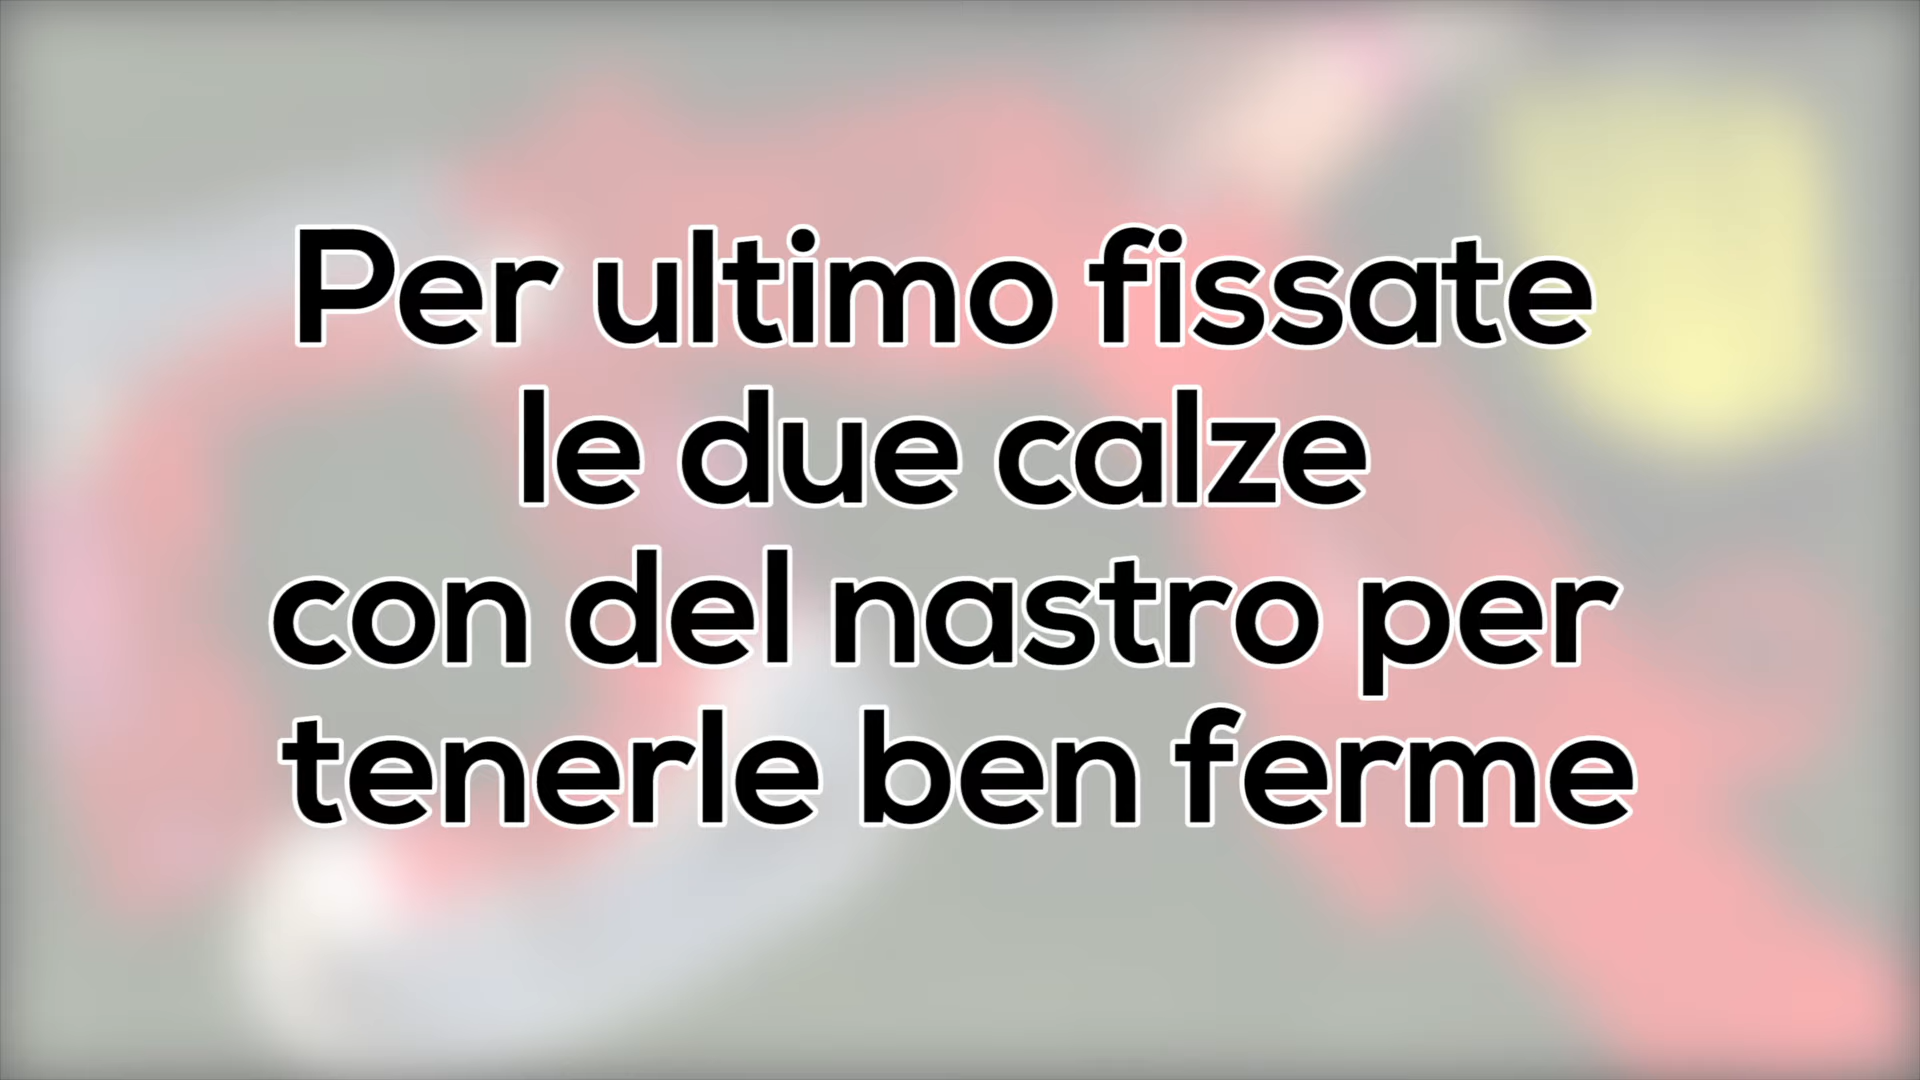 Per ultimo fissate
le due calze
con del nastro per
tenerle ben ferme